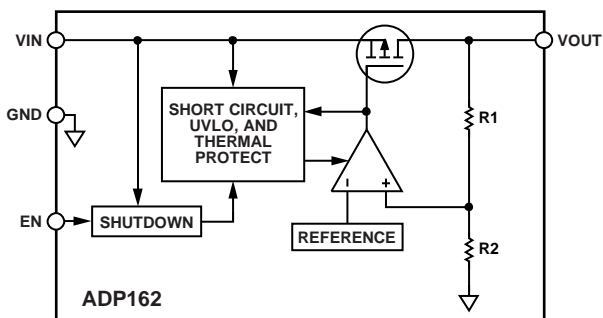 VIN
VOUT
GND
SHORT CIRCUIT,
UVLO, AND
THERMAL
PROTECT
R1
– +
EN
SHUTDOWN
REFERENCE
R2
ADP162